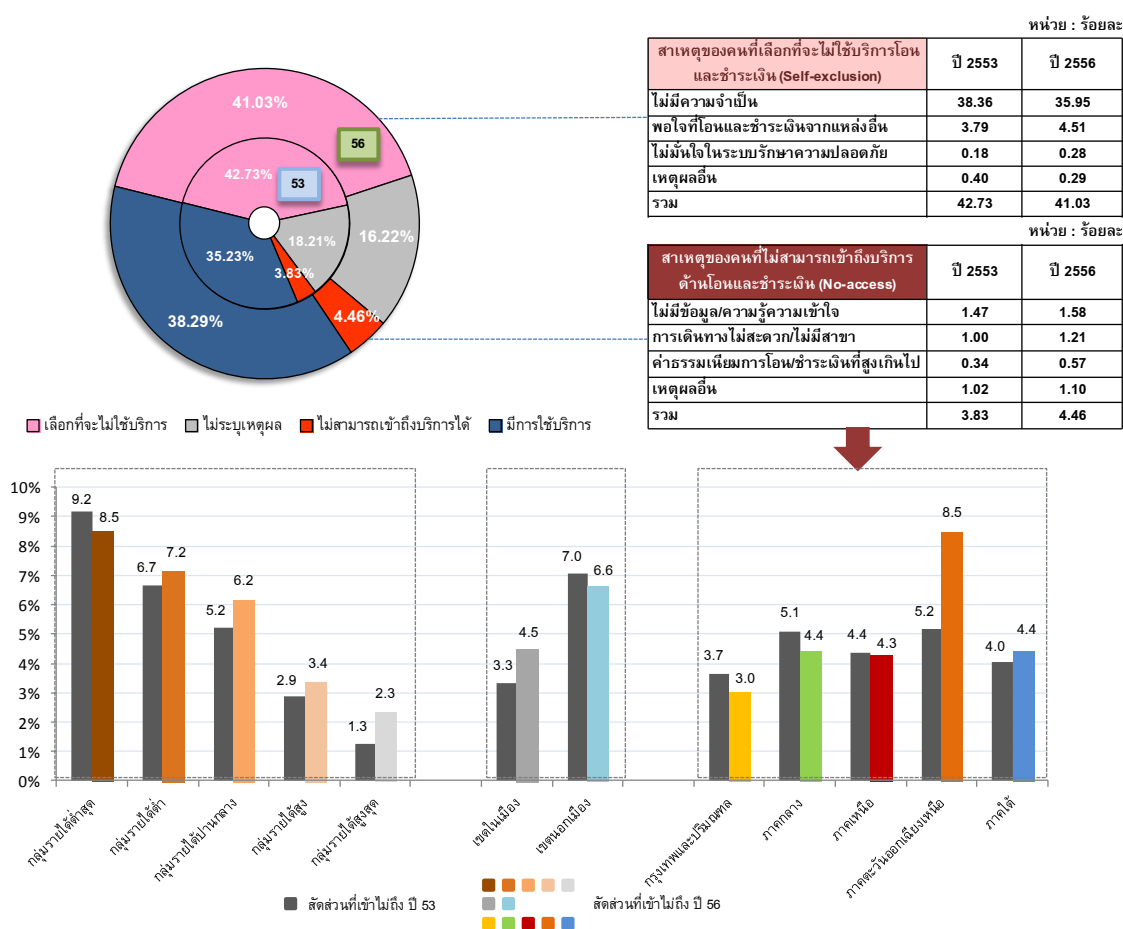 หน่วย : ร้อยละ
สาเหตุของคนที่เลือกที่จะไม่ใช้บริการโอน
และชำระเงิน (Self-exclusion)
ปี 2553
ปี 2556
ไม่มีความจำเป็น 38.36 35.95
พอใจที่โอนและชำระเงินจากแหล่งอื่น 3.79 4.51
ไม่มั่นใจในระบบรักษาความปลอดภัย 0.18 0.28
เหตุผลอื่น 0.40 0.29
รวม 42.73 41.03
หน่วย : ร้อยละ
สาเหตุของคนที่ไม่สามารถเข้าถึงบริการ
ด้านโอนและชำระเงิน (No-access)
ปี 2553
ปี 2556
ไม่มีข้อมูล/ความรู้ความเข้าใจ 1.47 1.58
การเดินทางไม่สะดวก/ไม่มีสาขา 1.00 1.21
ค่าธรรมเนียมการโอน/ชำระเงินที่สูงเกินไป 0.34 0.57
เหตุผลอื่น 1.02 1.10
รวม 3.83 4.46
41.03%
56
42.73%
53
18.21%
16.22%
35.23%
3.83%
38.29%
4.46%
เลือกที่จะไม่ใช้บริการ ไม่ระบุเหตุผล ไม่สามารถเข้าถึงบริการได้ มีการใช้บริการ
10%
9%
8%
7%
6%
5%
4%
3%
2%
1%
0%
9.2 8.5
6.7 7.2
5.2 6.2
2.9 3.4
1.3 2.3
3.3 4.5
7.0 6.6
3.7 3.0
5.1 4.4
4.4 4.3
5.2 8.5
4.0 4.4
กลุ่มรายได้ต่ำสุด
กลุ่มรายได้ต่ำ
กลุ่มรายได้ปานกลาง
กลุ่มรายได้สูง
กลุ่มรายได้สูงสุด
เขตในเมือง
เขตนอกเมือง
กรุงเทพและปริมณฑล
ภาคกลาง
ภาคเหนือ
ภาคตะวันออกเฉียงเหนือ
ภาคใต้
สัดส่วนที่เข้าไม่ถึง ปี 53
สัดส่วนที่เข้าไม่ถึง ปี 56